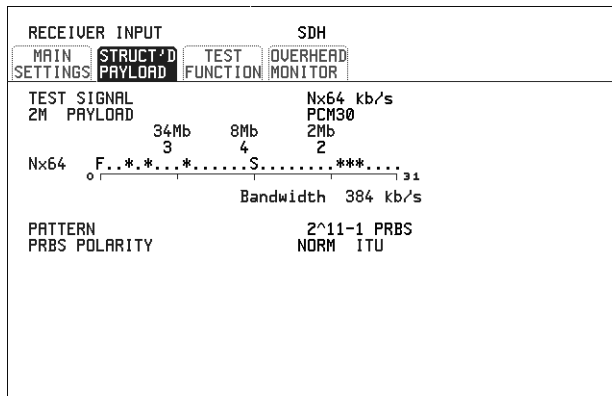 RECEIVER INPUT SDH
MAIN SETTINGS STRUCT'D PAYLOAD TEST FUNCTION OVERHEAD MONITOR
TEST SIGNAL Nx64 kb/s
2M PAYLOAD PCM30
34Mb 8Mb 2Mb
3 4 2
Nx64 F..*.*...*......S........***....
0 31
Bandwidth 384 kb/s
PATTERN 2^11-1 PRBS
PRBS POLARITY NORM ITU